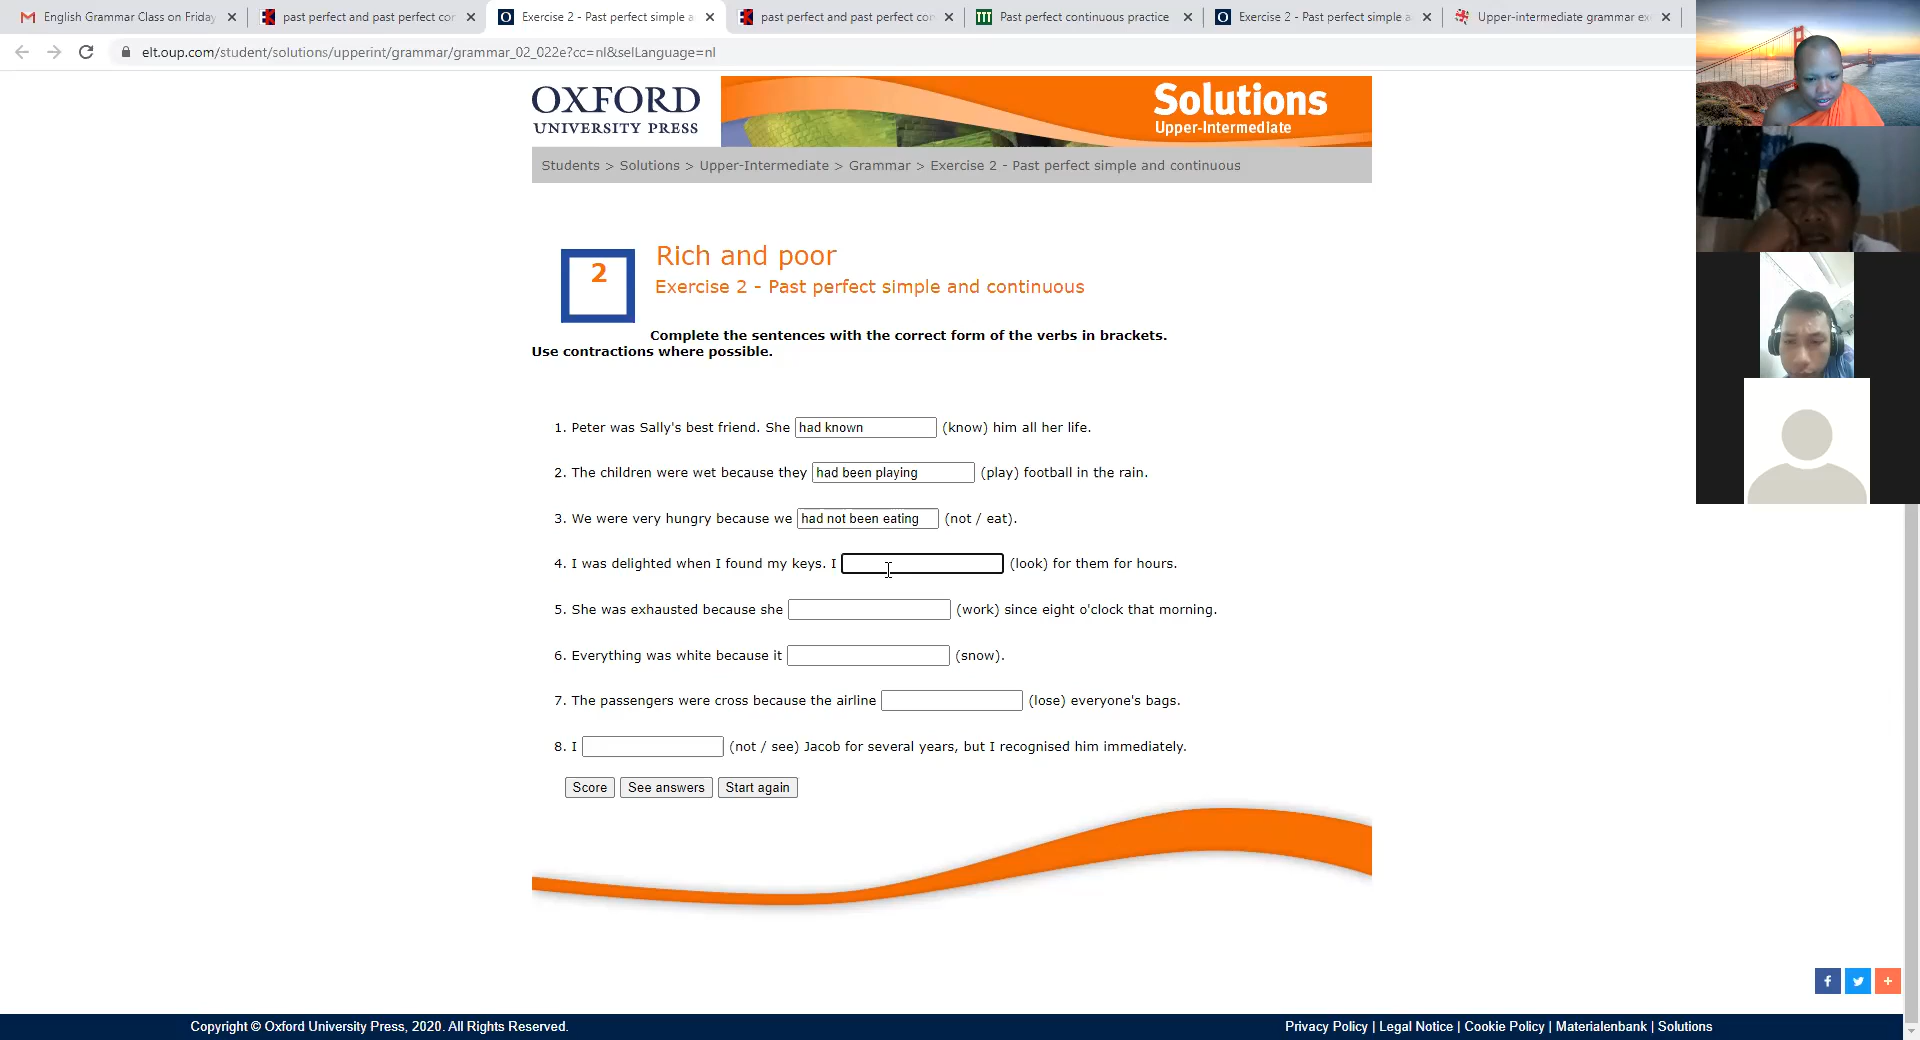 English Grammar Class on Friday
past perfect and past perfect cor
Exercise 2 - Past perfect simple a
past perfect and past perfect con
Past perfect continuous practice
Exercise 2 - Past perfect simple a
Upper-intermediate grammar ex
elt.oup.com/student/solutions/upperint/grammar/grammar_02_022e?cc=nl&selLanguage=nl
OXFORD
UNIVERSITY PRESS
Solutions
Upper-Intermediate
Students > Solutions > Upper-Intermediate > Grammar > Exercise 2 - Past perfect simple and continuous
2
Rich and poor
Exercise 2 - Past perfect simple and continuous
Complete the sentences with the correct form of the verbs in brackets.
Use contractions where possible.
1. Peter was Sally's best friend. She had known (know) him all her life.
2. The children were wet because they had been playing (play) football in the rain.
3. We were very hungry because we had not been eating (not / eat).
4. I was delighted when I found my keys. I (look) for them for hours.
5. She was exhausted because she (work) since eight o'clock that morning.
6. Everything was white because it (snow).
7. The passengers were cross because the airline (lose) everyone's bags.
8. I (not / see) Jacob for several years, but I recognised him immediately.
Score See answers Start again
Copyright © Oxford University Press, 2020. All Rights Reserved.
Privacy Policy | Legal Notice | Cookie Policy | Materialenbank | Solutions